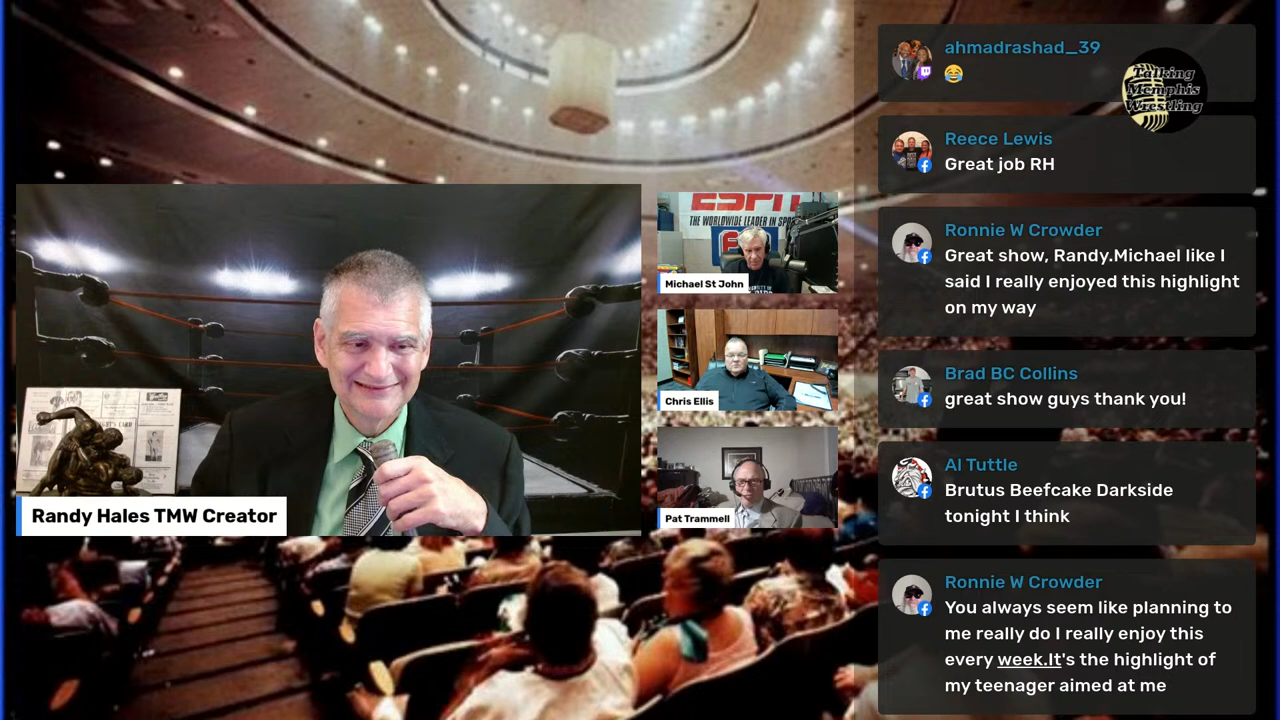 Randy Hales TMW Creator
ESPN
THE WORLDWIDE LEADER IN
Michael St John
Chris Ellis
Pat Trammell
ahmadrashad_39
😂
Talking
Memphis
Wrestling
Reece Lewis
Great job RH
Ronnie W Crowder
Great show, Randy.Michael like I
said I really enjoyed this highlight
on my way
Brad BC Collins
great show guys thank you!
Al Tuttle
Brutus Beefcake Darkside
tonight I think
Ronnie W Crowder
You always seem like planning to
me really do I really enjoy this
every week.It's the highlight of
my teenager aimed at me